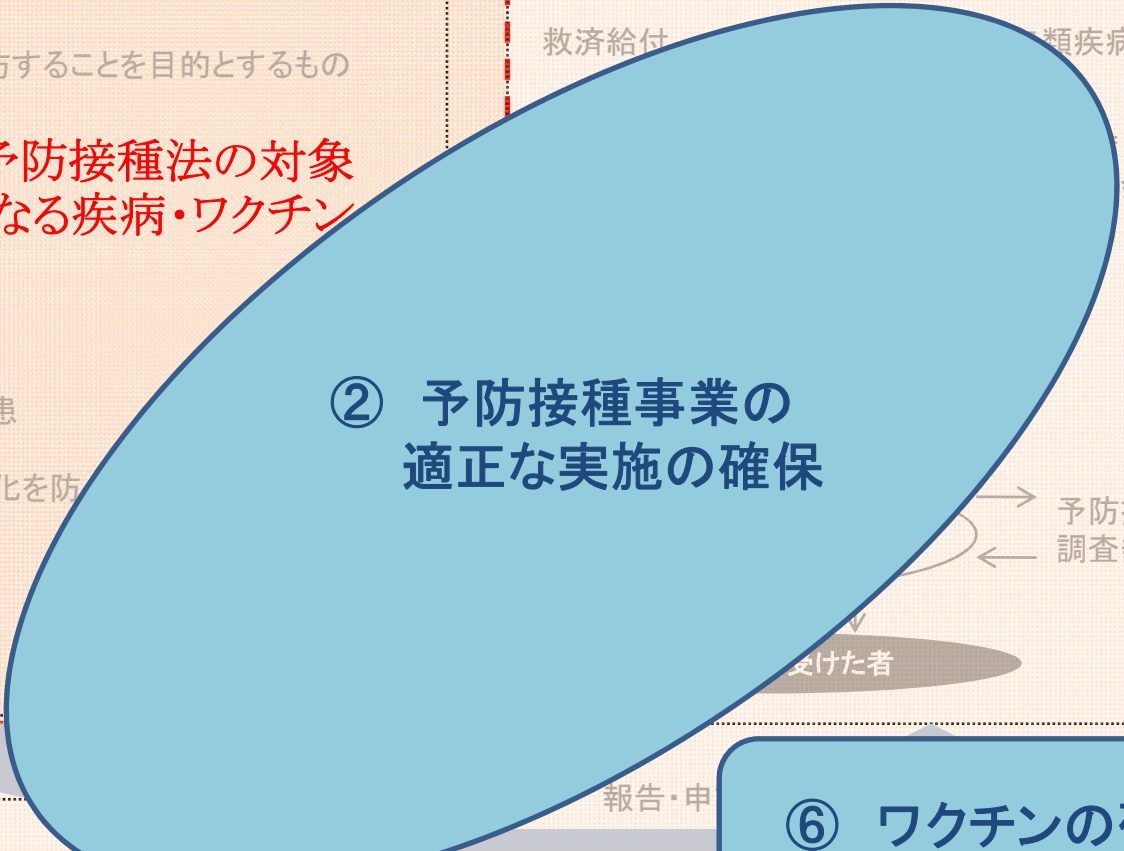 救済給付
類疾病
することを目的とするもの
予防接種法の対象
なる疾病・ワクチン
② 予防接種事業の
適正な実施の確保
患
化を防
予防
調査
受けた者
報告・申
⑥ ワクチンの